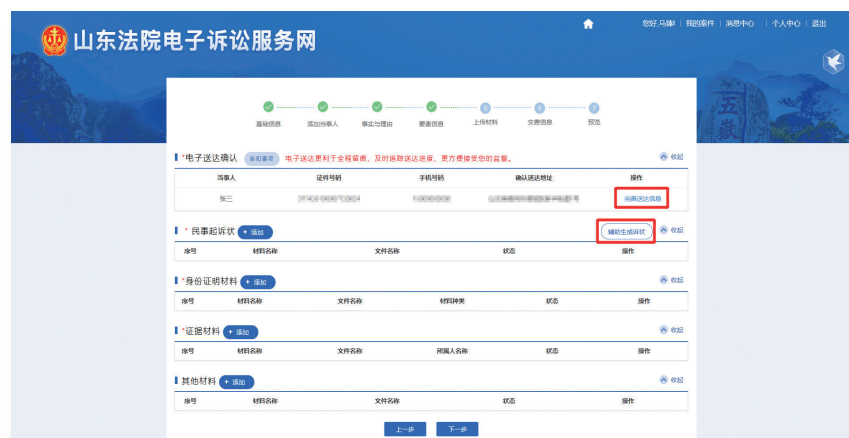 您好,马臻! | 我的案件 | 消息中心 | 个人中心 | 退出
山东法院电子诉讼服务网
5 6 7
基础信息 添加当事人 事实与理由 要素信息 上传材料 交费信息 预览
*电子送达确认 告知事项 电子送达更利于全程留痕、及时追踪送达进度、更方便接受您的监督。 收起
当事人 证件号码 手机号码 确认送达地址 操作
张三 完善送达信息
* 民事起诉状 + 添加 辅助生成诉状 收起
序号 材料名称 文件名称 状态 操作
*身份证明材料 + 添加 收起
序号 材料名称 文件名称 材料种类 状态 操作
*证据材料 + 添加 收起
序号 材料名称 文件名称 所属人名称 状态 操作
其他材料 + 添加 收起
序号 材料名称 文件名称 状态 操作
上一步 下一步
五
嶽